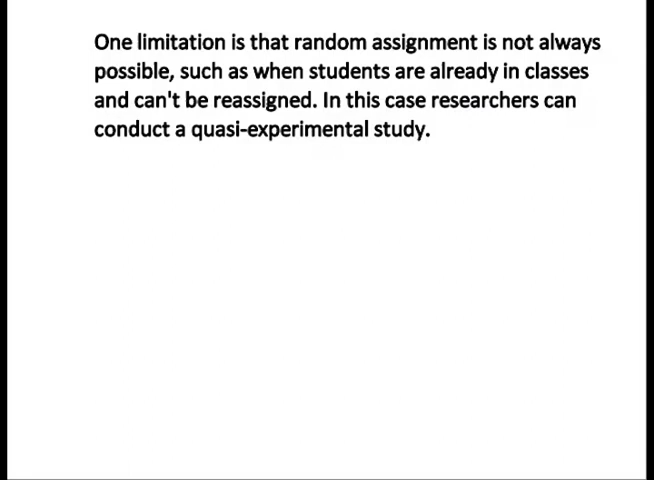 One limitation is that random assignment is not always
possible, such as when students are already in classes
and can't be reassigned. In this case researchers can
conduct a quasi-experimental study.